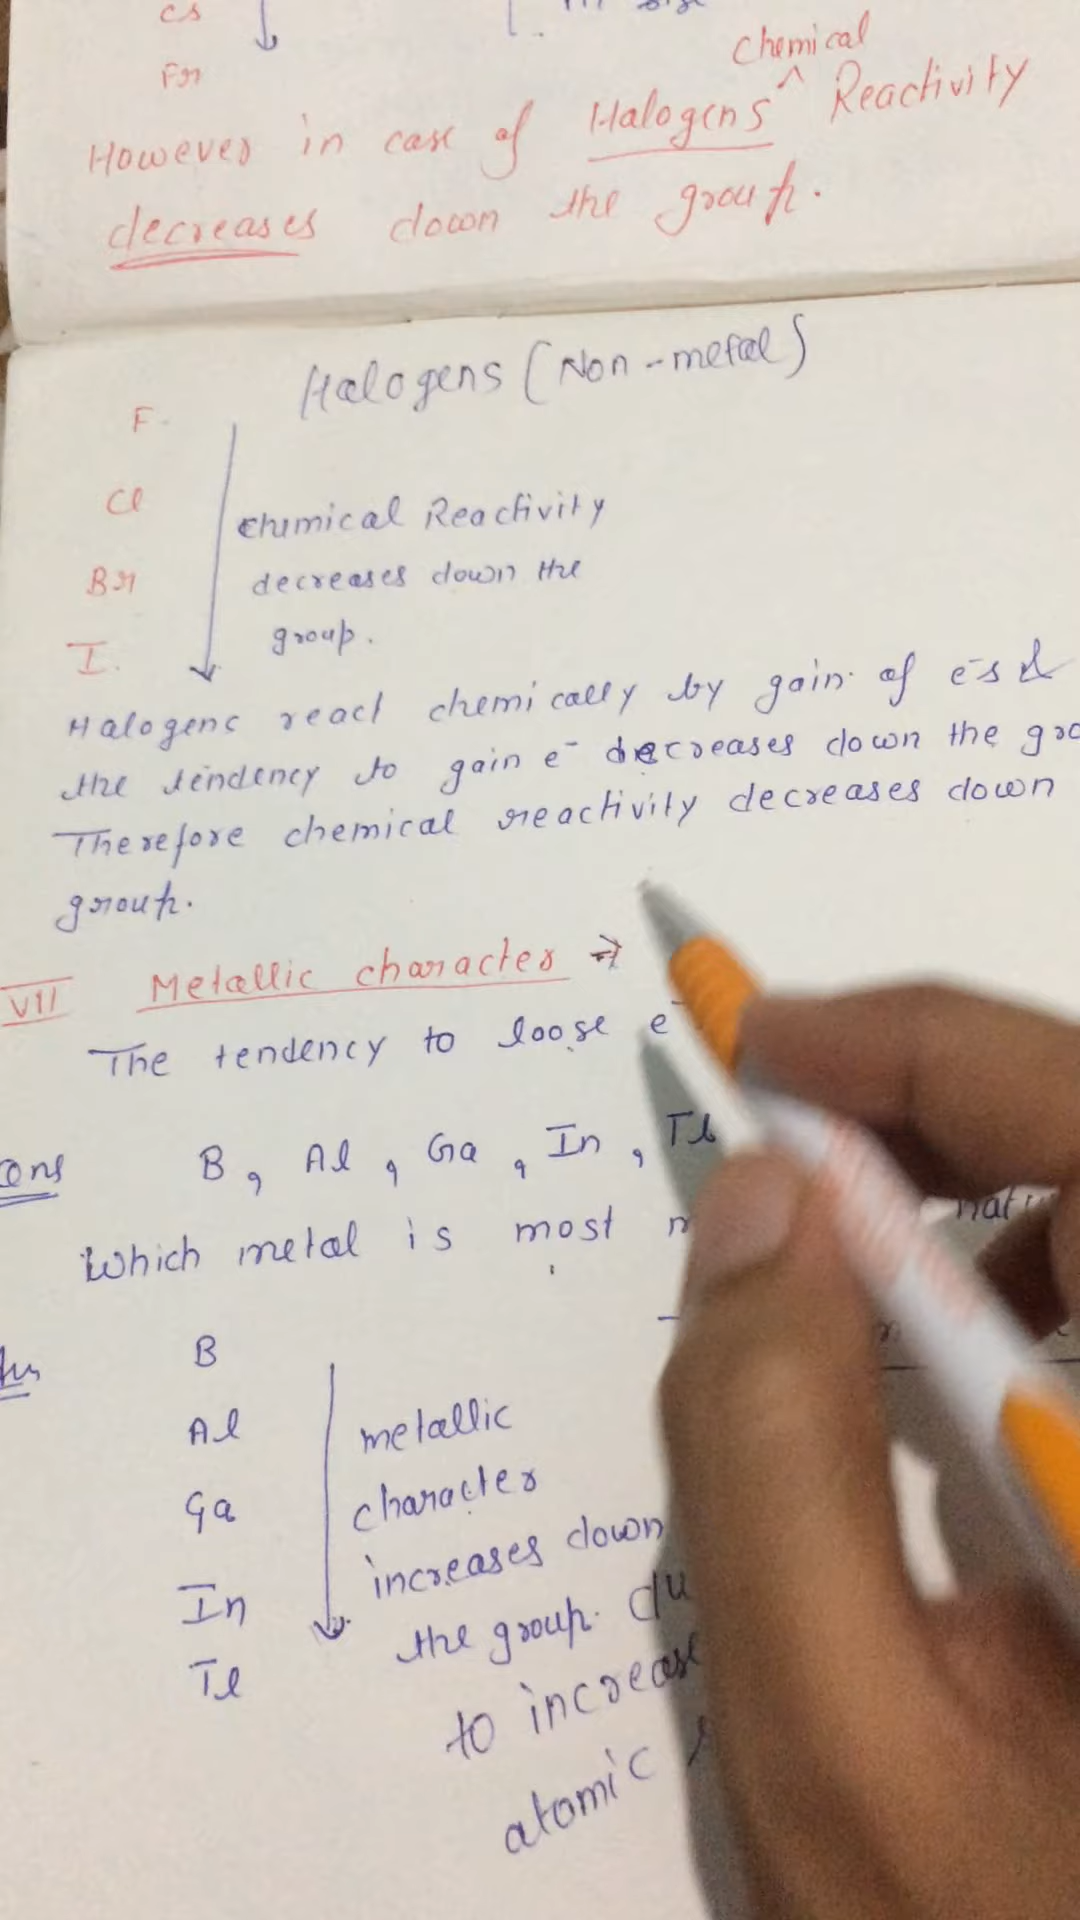 Cs
Fr
Chemical
However in case of Halogens ^ Reactivity
decreases down the group.
Halogens (Non-metal)
F
Cl
Br
I.
Chemical Reactivity
decreases down the
group.
Halogens react chemically by gain of e-s &
the tendency to gain e- decreases down the
Therefore chemical reactivity decreases down
group.
VII Metallic character ⇒
The tendency to loose e-
B, Al, Ga, In, Tl
Which metal is most
B
Al
Ga
In
Tl
metallic
character
increases down
the group.
to increase
atomic